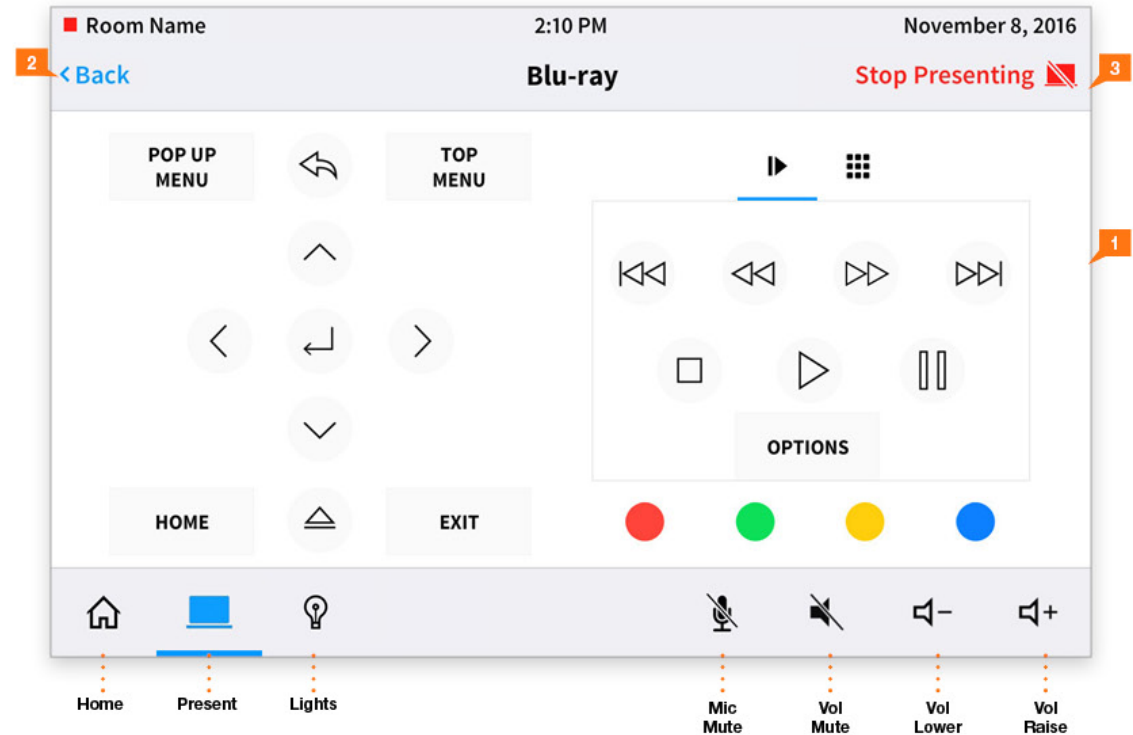 Room Name 2:10 PM November 8, 2016
2
< Back Blu-ray Stop Presenting 3
POP UP
MENU
TOP
MENU
1
OPTIONS
HOME
EXIT
Home Present Lights
Mic
Mute
Vol
Mute
Vol
Lower
Vol
Raise